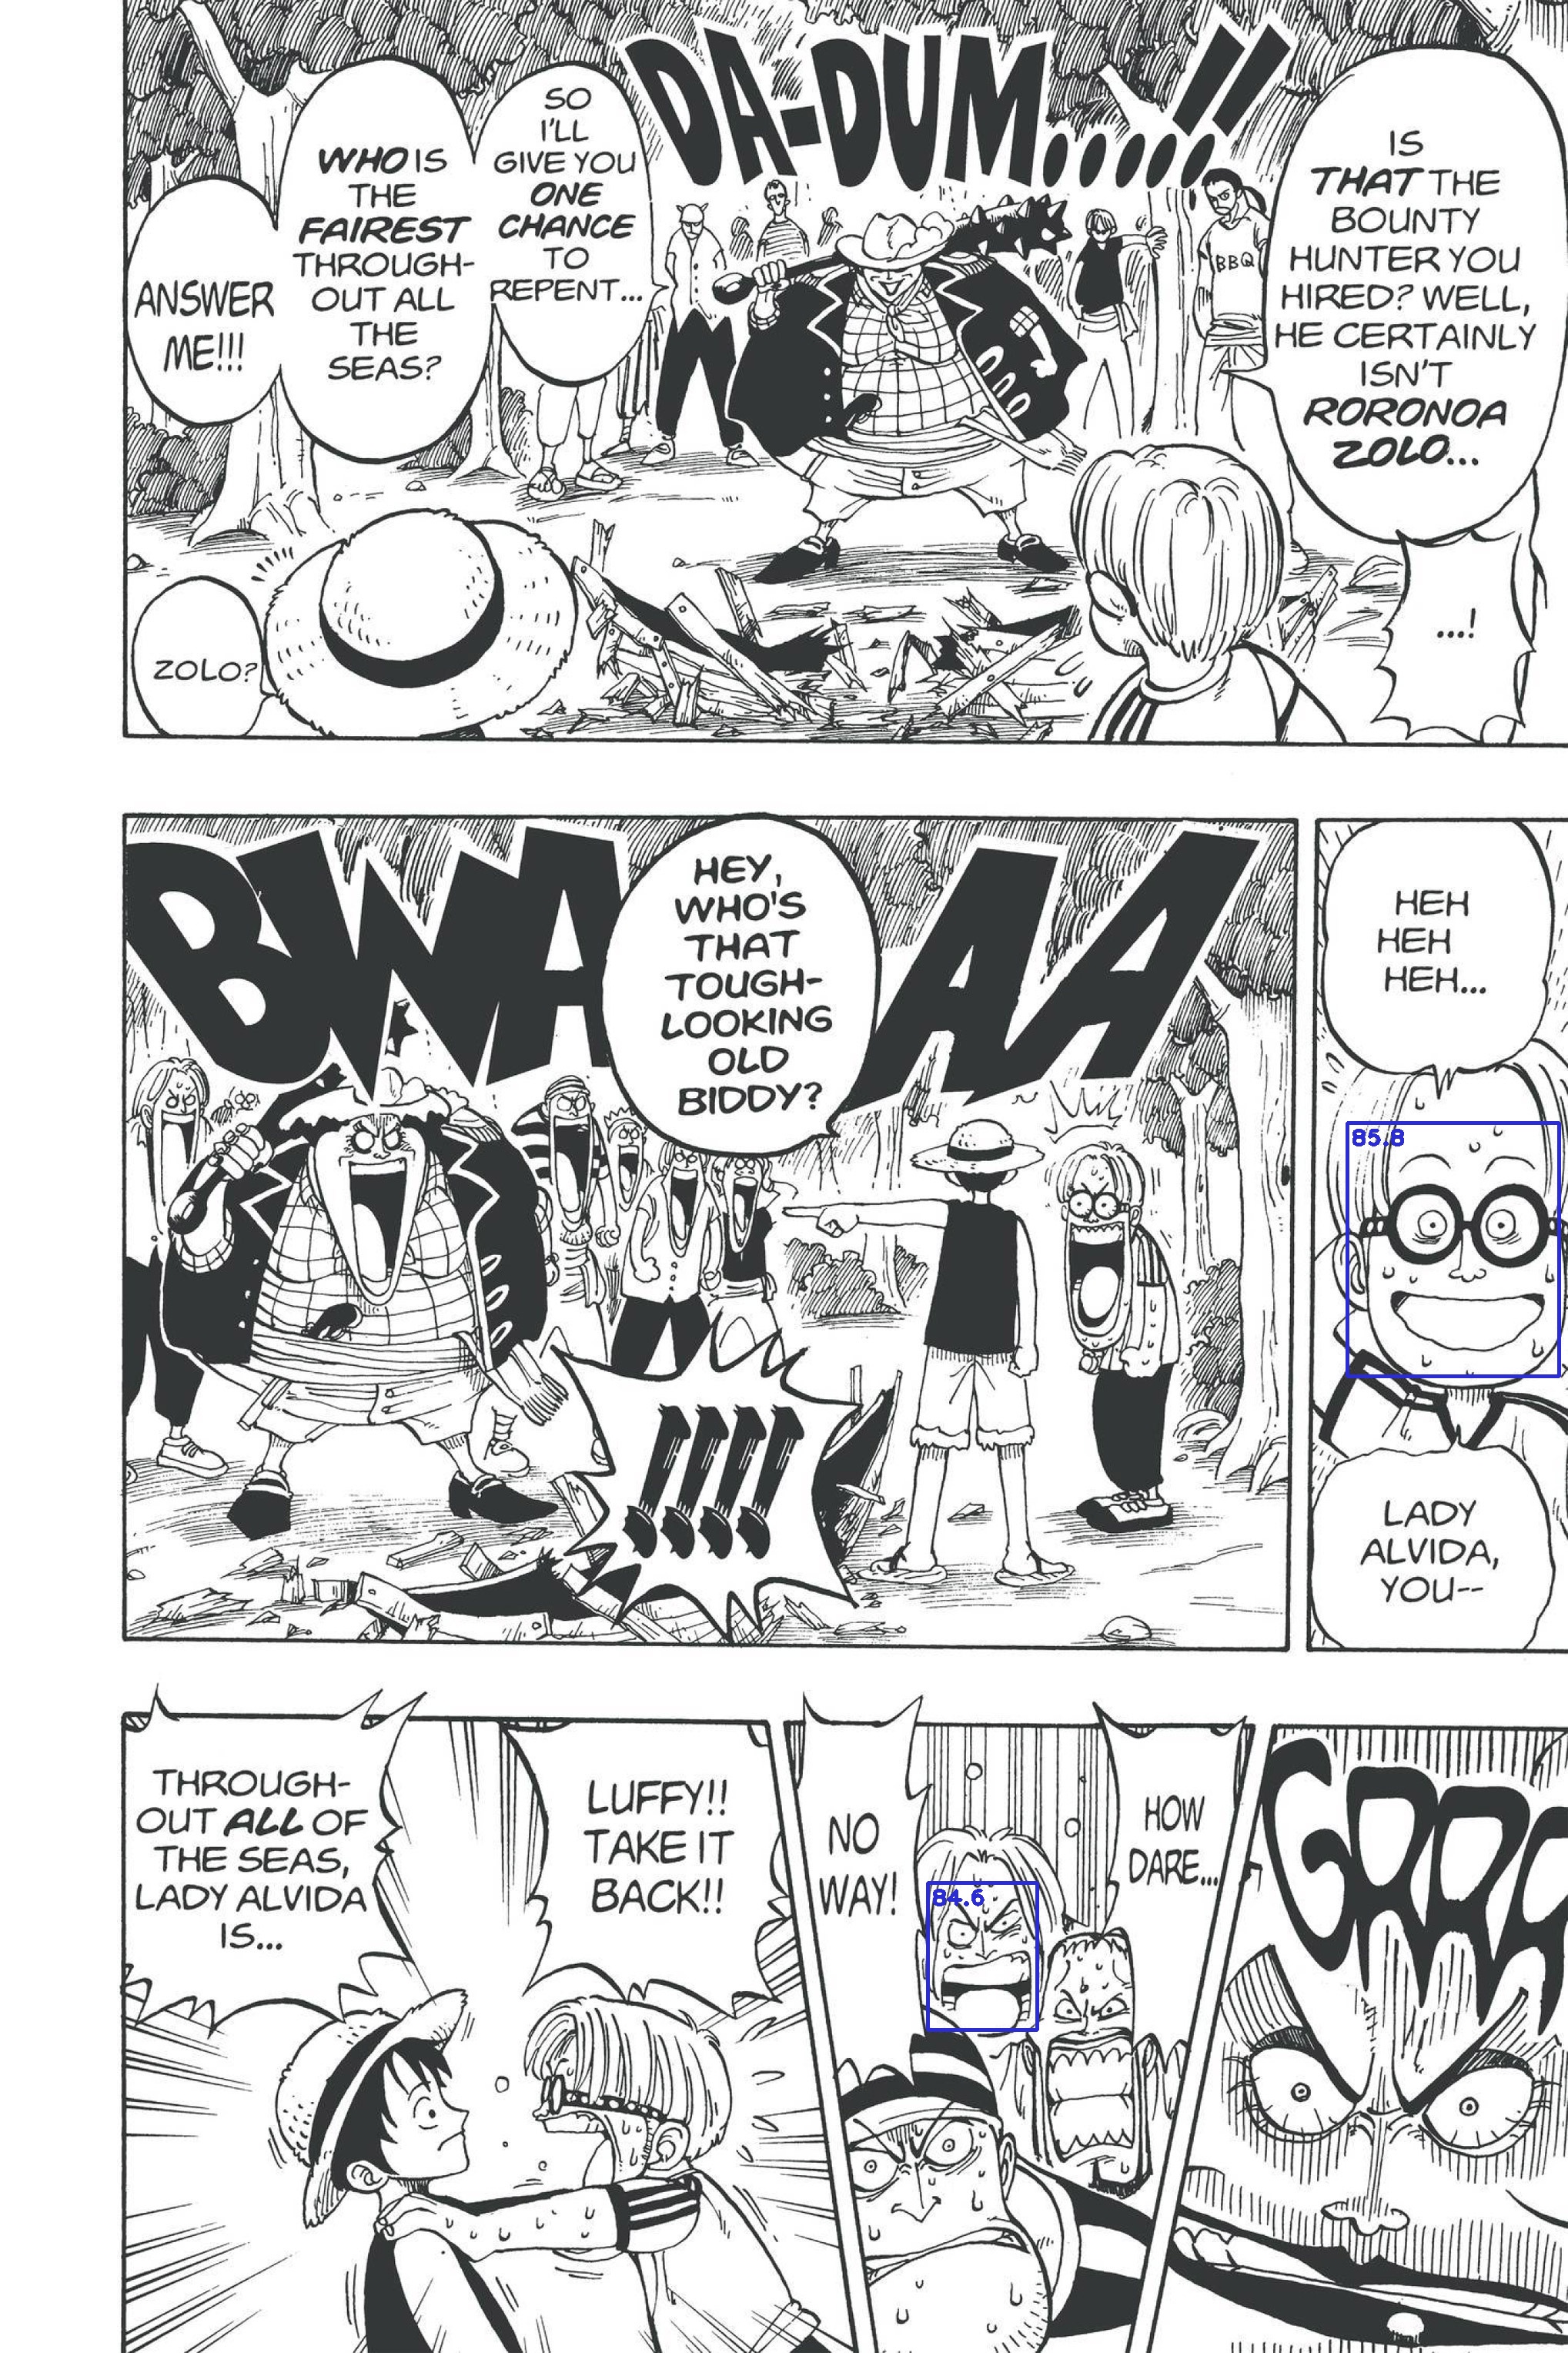 IS
THAT THE
BOUNTY
HUNTER YOU
HIRED? WELL,
HE CERTAINLY
ISN'T
RORONOA
ZOLO...
...!
DA-DUM.....!!
BBQ
SO
I'LL
GIVE YOU
ONE
CHANCE
TO
REPENT...
WHO IS
THE
FAIREST
THROUGH-
OUT ALL
THE
SEAS?
ANSWER
ME!!!
ZOLO?
HEH
HEH
HEH...
85.8
LADY
ALVIDA,
YOU--
HEY,
WHO'S
THAT
TOUGH-
LOOKING
OLD
BIDDY?
BWA
AA
!!!!
GRRR
HOW
DARE...
NO
WAY!
84.6
LUFFY!!
TAKE IT
BACK!!
THROUGH-
OUT ALL OF
THE SEAS,
LADY ALVIDA
IS...